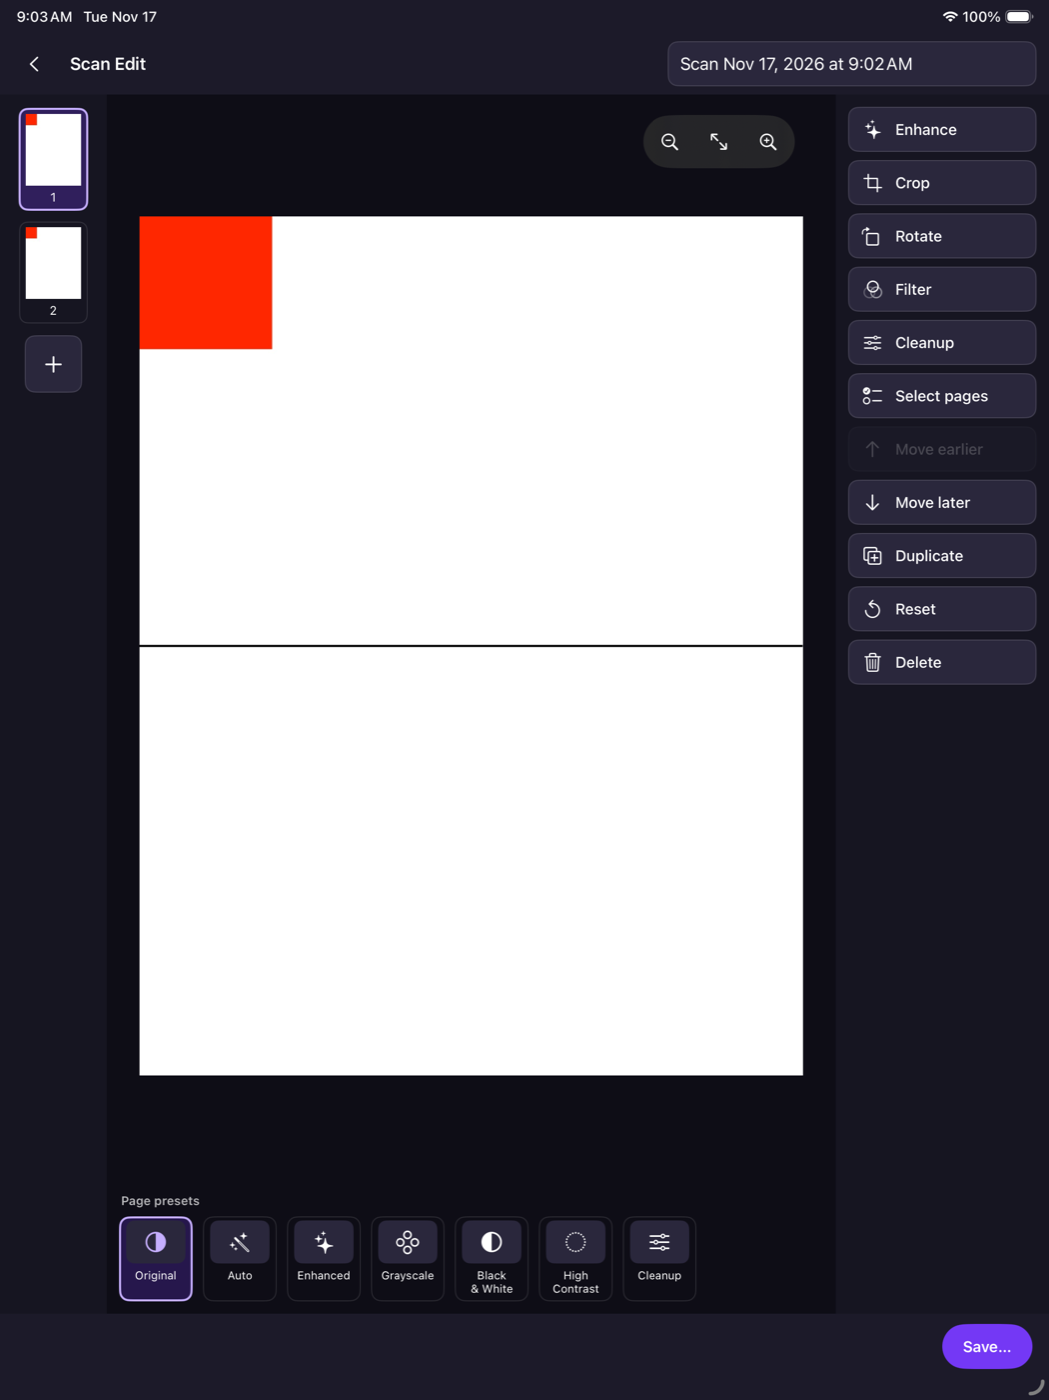 9:03 AM Tue Nov 17
100%
Scan Edit
Scan Nov 17, 2026 at 9:02 AM
1
2
Enhance
Crop
Rotate
Filter
Cleanup
Select pages
Move earlier
Move later
Duplicate
Reset
Delete
Page presets
Original
Auto
Enhanced
Grayscale
Black
& White
High
Contrast
Cleanup
Save...